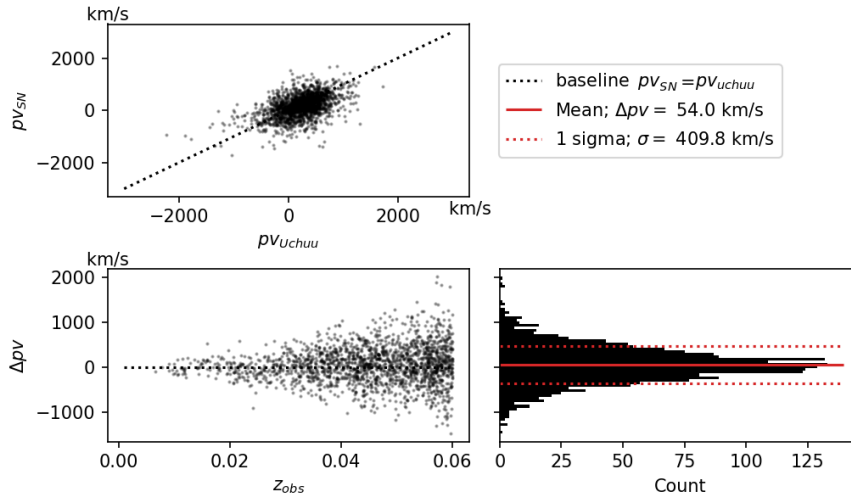 km/s
2000
0
−2000
pv_SN
−2000
0
2000
km/s
pv_Uchuu
baseline pv_SN=pv_uchuu
Mean; Δpv = 54.0 km/s
1 sigma; σ = 409.8 km/s
km/s
2000
1000
0
−1000
Δpv
0.00
0.02
0.04
0.06
z_obs
0
25
50
75
100
125
Count